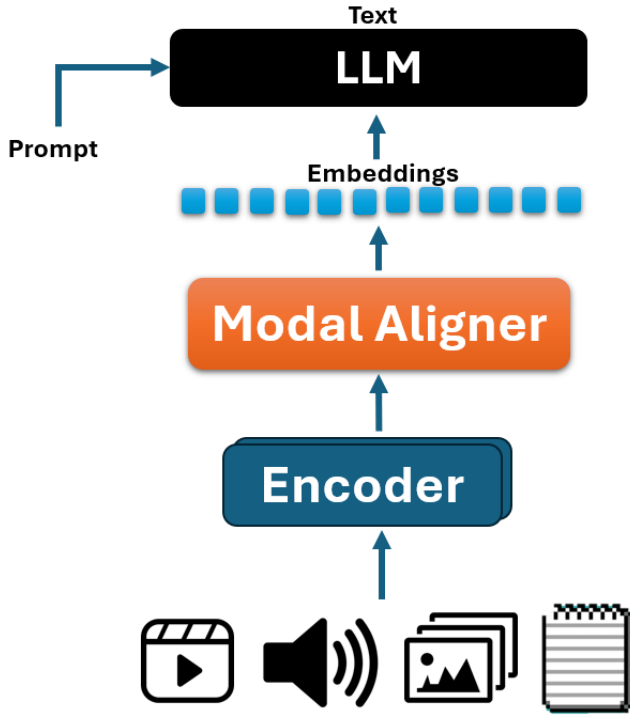 Text
LLM
Prompt
Embeddings
Modal Aligner
Encoder